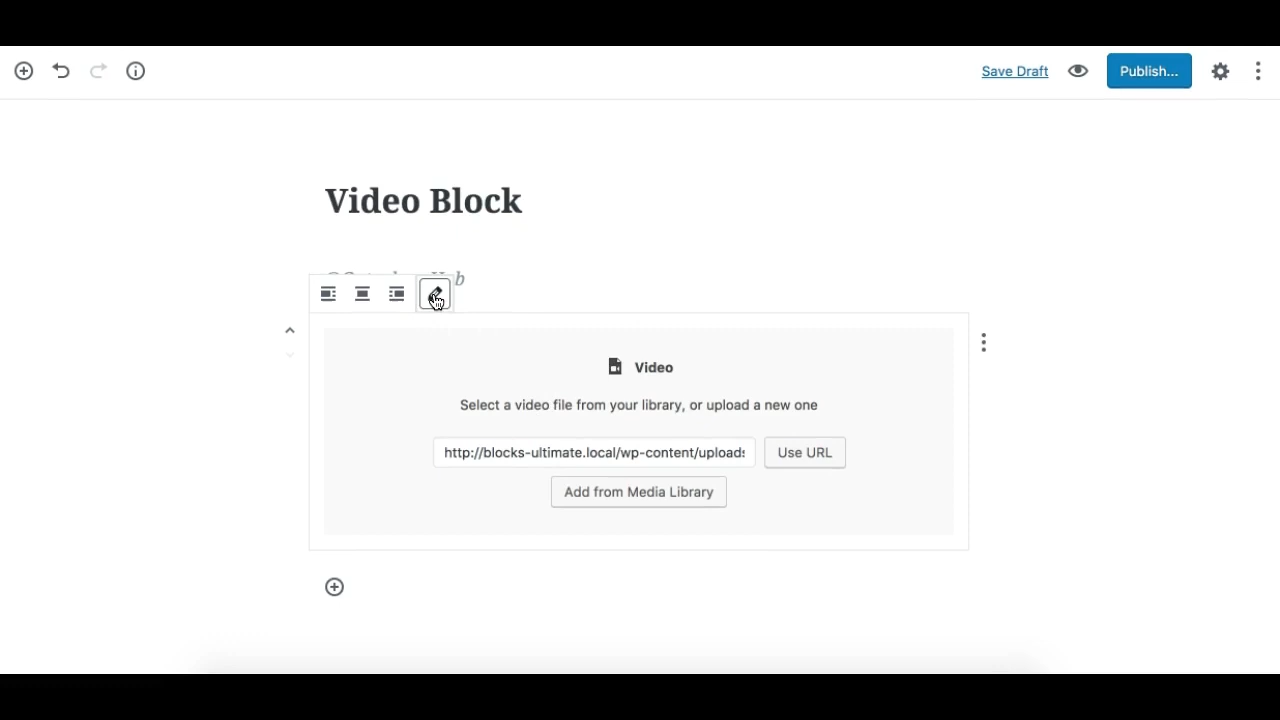 Save Draft
Publish...
Video Block
Video
Select a video file from your library, or upload a new one
http://blocks-ultimate.local/wp-content/uploads
Use URL
Add from Media Library